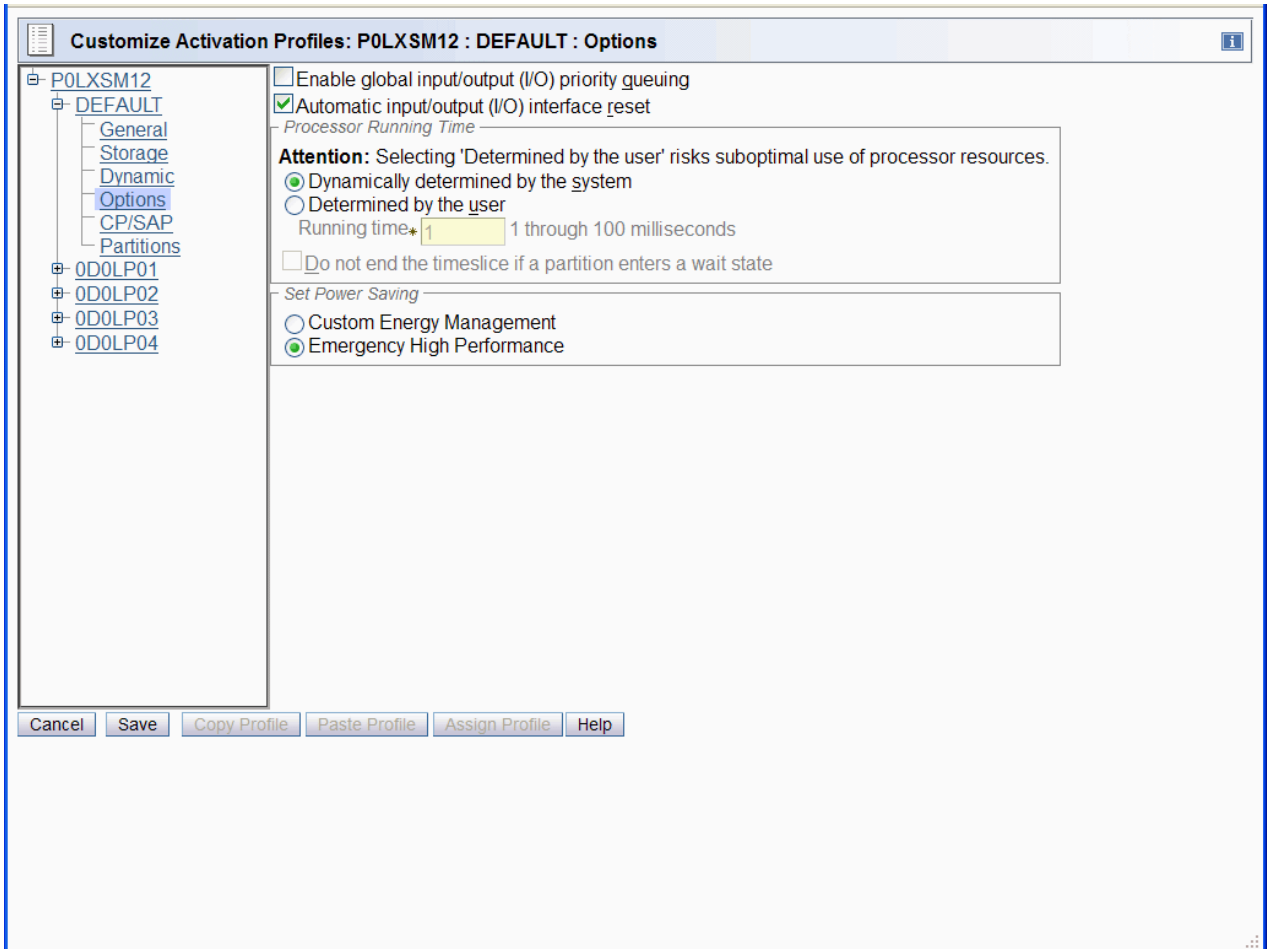 Customize Activation Profiles: P0LXSM12 : DEFAULT : Options
i
P0LXSM12
DEFAULT
General
Storage
Dynamic
Options
CP/SAP
Partitions
0D0LP01
0D0LP02
0D0LP03
0D0LP04
Enable global input/output (I/O) priority queuing
Automatic input/output (I/O) interface reset
Processor Running Time
Attention: Selecting 'Determined by the user' risks suboptimal use of processor resources.
Dynamically determined by the system
Determined by the user
Running time* 1 1 through 100 milliseconds
Do not end the timeslice if a partition enters a wait state
Set Power Saving
Custom Energy Management
Emergency High Performance
Cancel Save Copy Profile Paste Profile Assign Profile Help